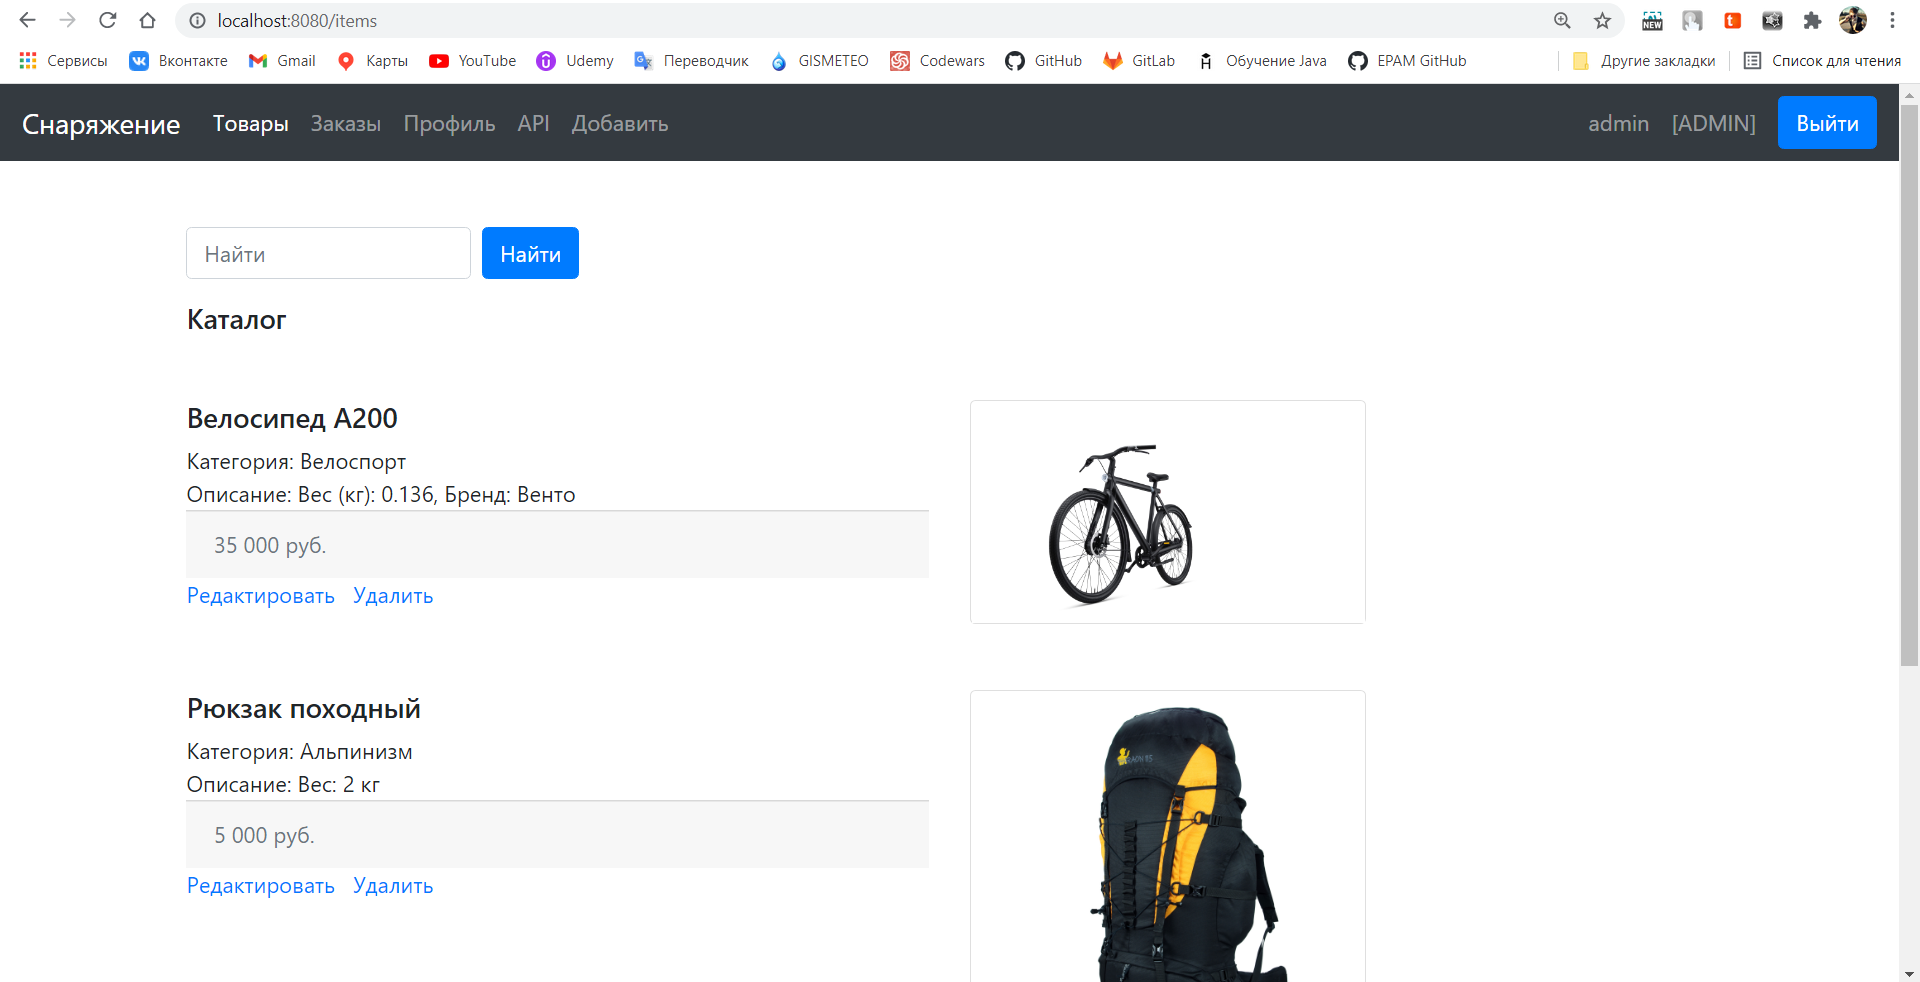 localhost:8080/items
NEW
Сервисы Вконтакте Gmail Карты YouTube Udemy Переводчик GISMETEO Codewars GitHub GitLab Обучение Java EPAM GitHub Другие закладки Список для чтения
Снаряжение Товары Заказы Профиль API Добавить admin [ADMIN] Выйти
Найти Найти
Каталог
Велосипед А200
Категория: Велоспорт
Описание: Вес (кг): 0.136, Бренд: Венто
35 000 руб.
Редактировать Удалить
Рюкзак походный
Категория: Альпинизм
Описание: Вес: 2 кг
5 000 руб.
Редактировать Удалить